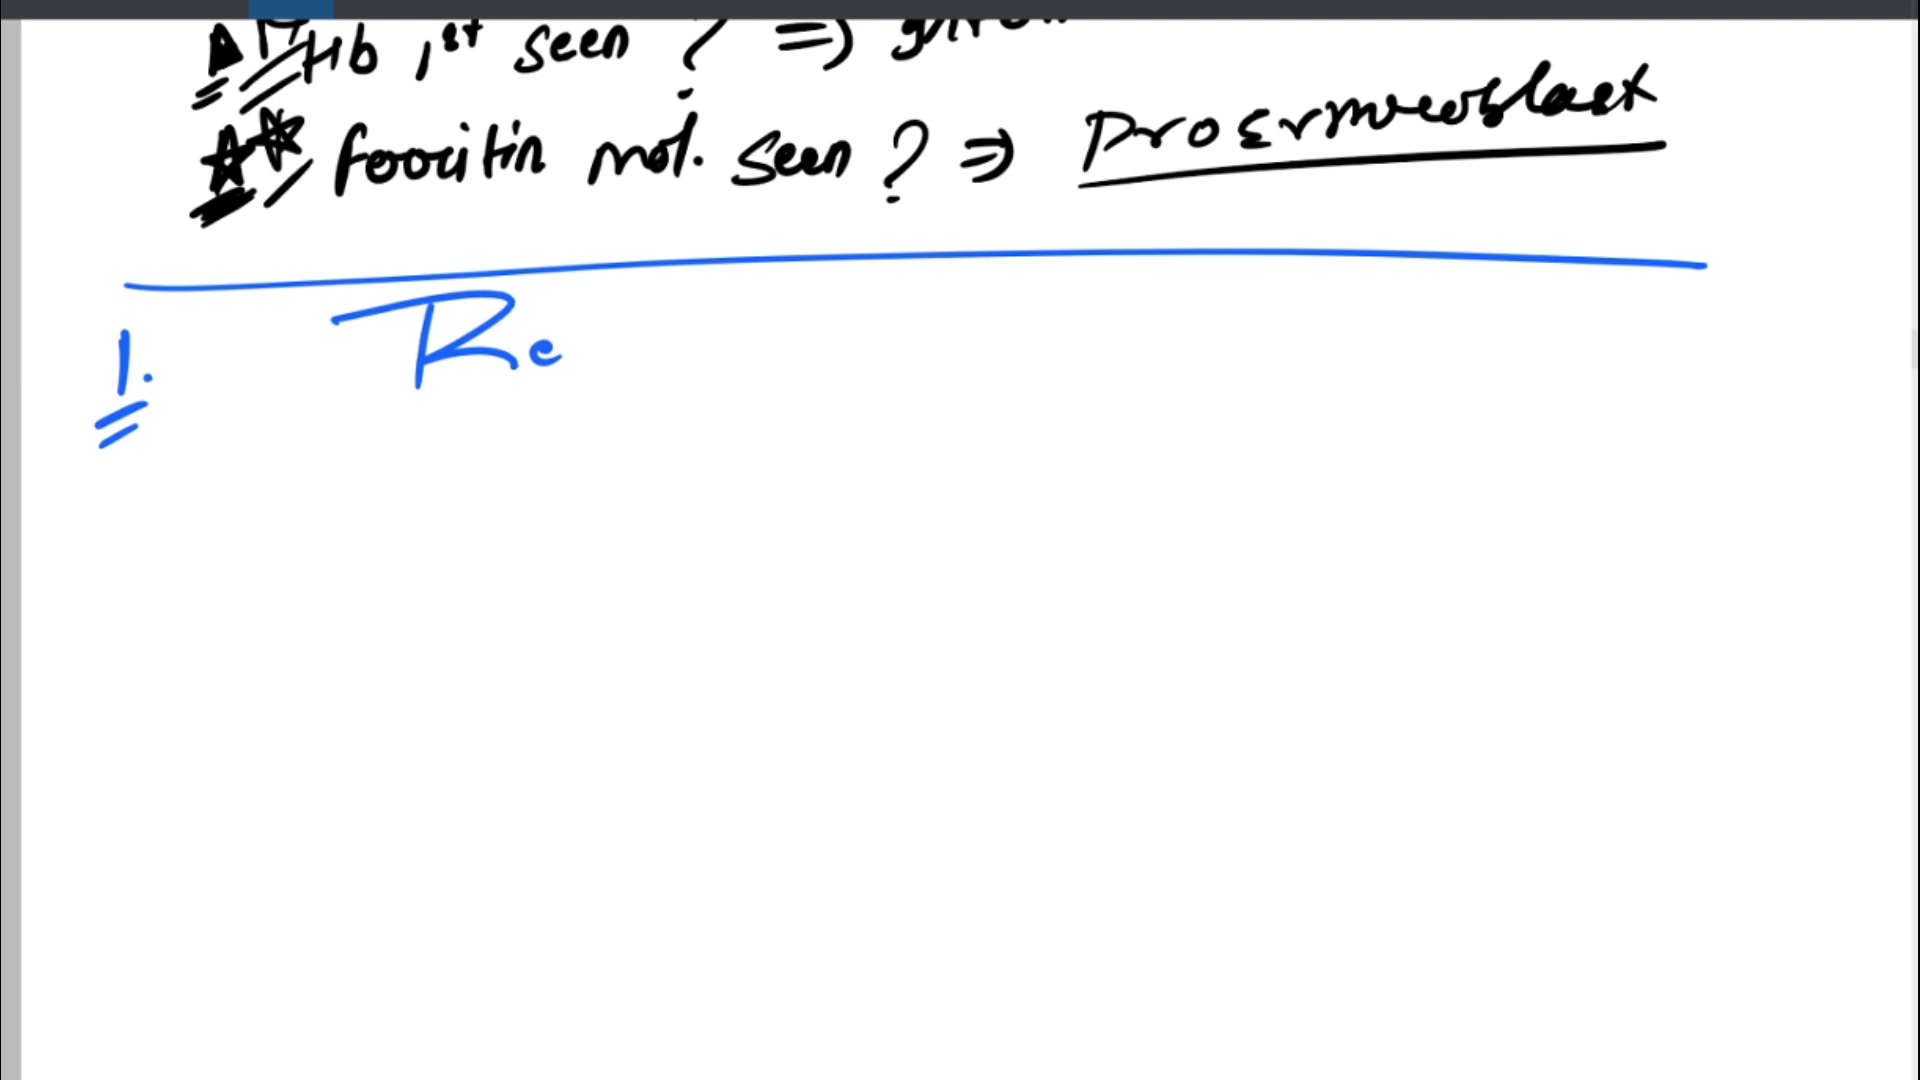 Hb 1st seen ? ⇒
ferritin mol. seen ? ⇒ Proerythroblast
1. Re